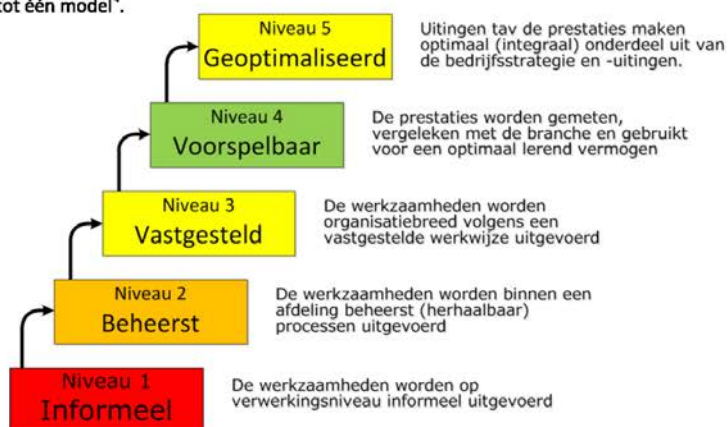 tot één model".
Niveau 5
Geoptimaliseerd
Uitingen tav de prestaties maken
optimaal (integraal) onderdeel uit van
de bedrijfsstrategie en -uitingen.
Niveau 4
Voorspelbaar
De prestaties worden gemeten,
vergeleken met de branche en gebruikt
voor een optimaal lerend vermogen
Niveau 3
Vastgesteld
De werkzaamheden worden
organisatiebreed volgens een
vastgestelde werkwijze uitgevoerd
Niveau 2
Beheerst
De werkzaamheden worden binnen een
afdeling beheerst (herhaalbaar)
processen uitgevoerd
Niveau 1
Informeel
De werkzaamheden worden op
verwerkingsniveau informeel uitgevoerd